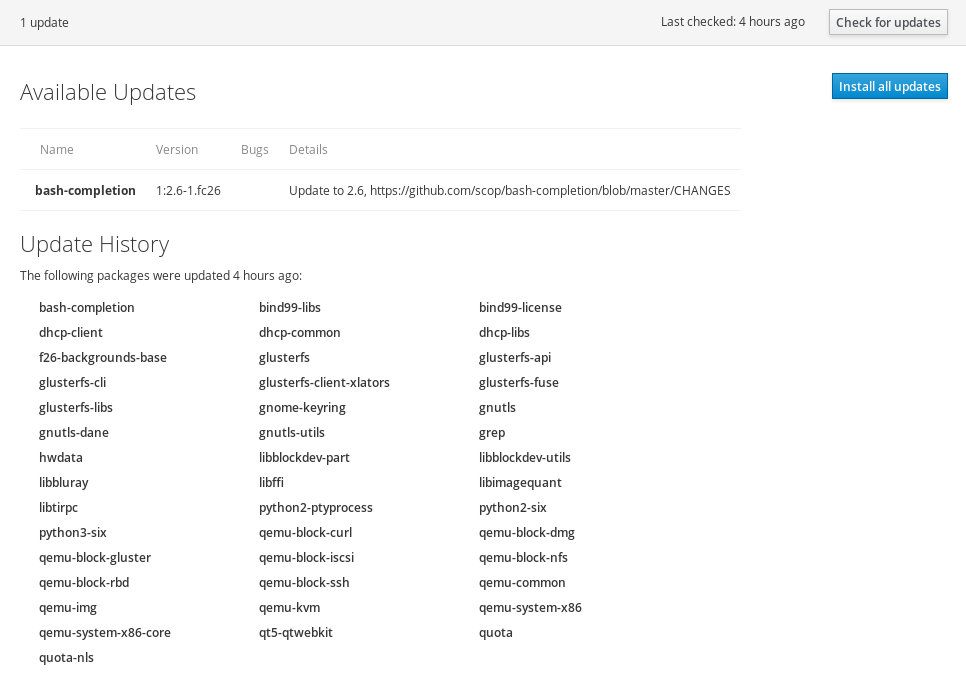 1 update Last checked: 4 hours ago Check for updates
Available Updates Install all updates
Name Version Bugs Details
bash-completion 1:2.6-1.fc26 Update to 2.6, https://github.com/scop/bash-completion/blob/master/CHANGES
Update History
The following packages were updated 4 hours ago:
bash-completion bind99-libs bind99-license
dhcp-client dhcp-common dhcp-libs
f26-backgrounds-base glusterfs glusterfs-api
glusterfs-cli glusterfs-client-xlators glusterfs-fuse
glusterfs-libs gnome-keyring gnutls
gnutls-dane gnutls-utils grep
hwdata libblockdev-part libblockdev-utils
libbluray libffi libimagequant
libtirpc python2-ptyprocess python2-six
python3-six qemu-block-curl qemu-block-dmg
qemu-block-gluster qemu-block-iscsi qemu-block-nfs
qemu-block-rbd qemu-block-ssh qemu-common
qemu-img qemu-kvm qemu-system-x86
qemu-system-x86-core qt5-qtwebkit quota
quota-nls